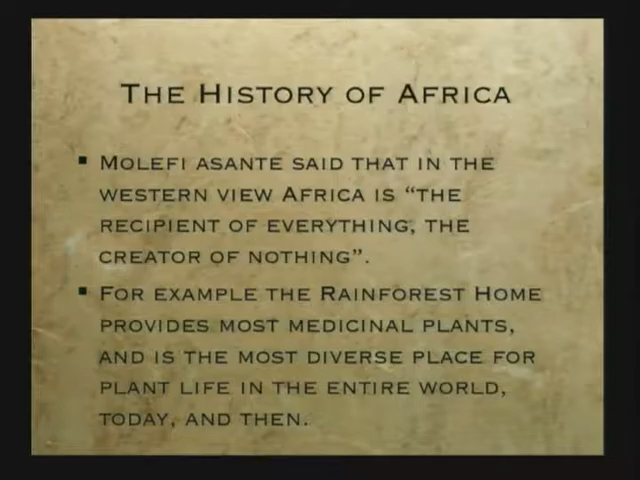 The History of Africa
▪ Molefi Asante said that in the
western view Africa is “the
recipient of everything, the
creator of nothing”.
▪ For example the Rainforest Home
provides most medicinal plants,
and is the most diverse place for
plant life in the entire world,
today, and then.